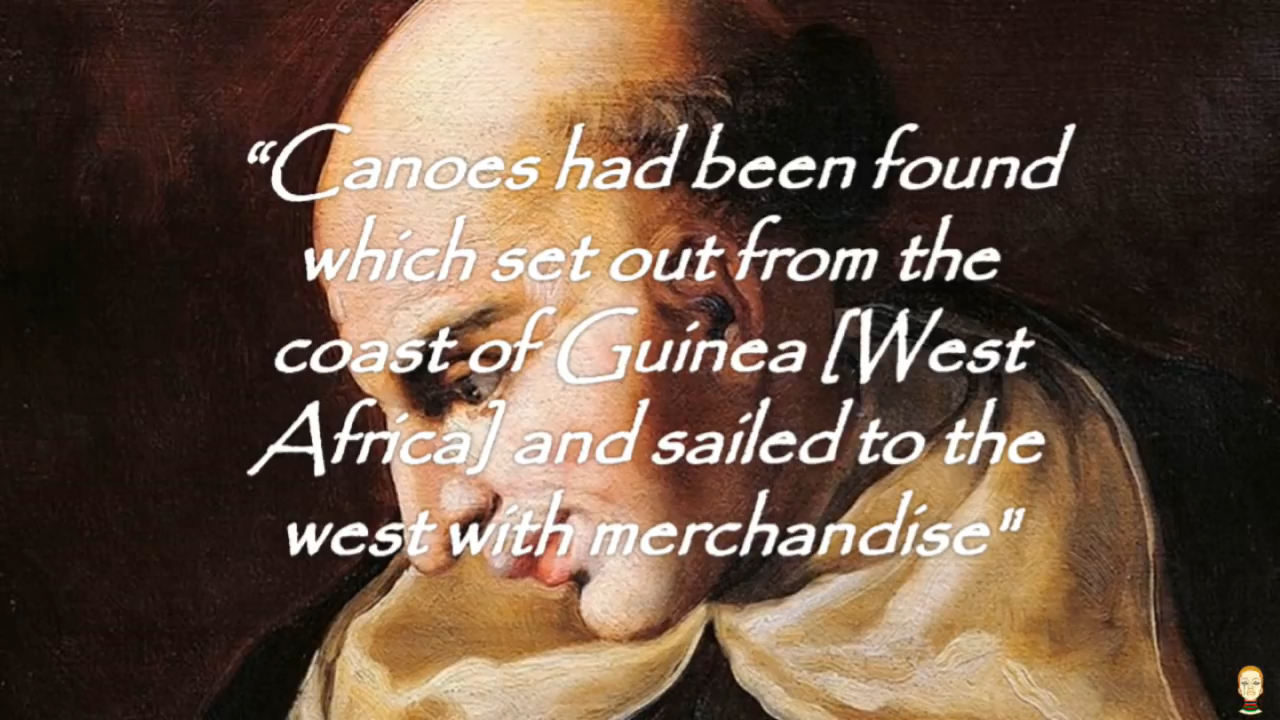 “Canoes had been found
which set out from the
coast of Guinea [West
Africa] and sailed to the
west with merchandise"